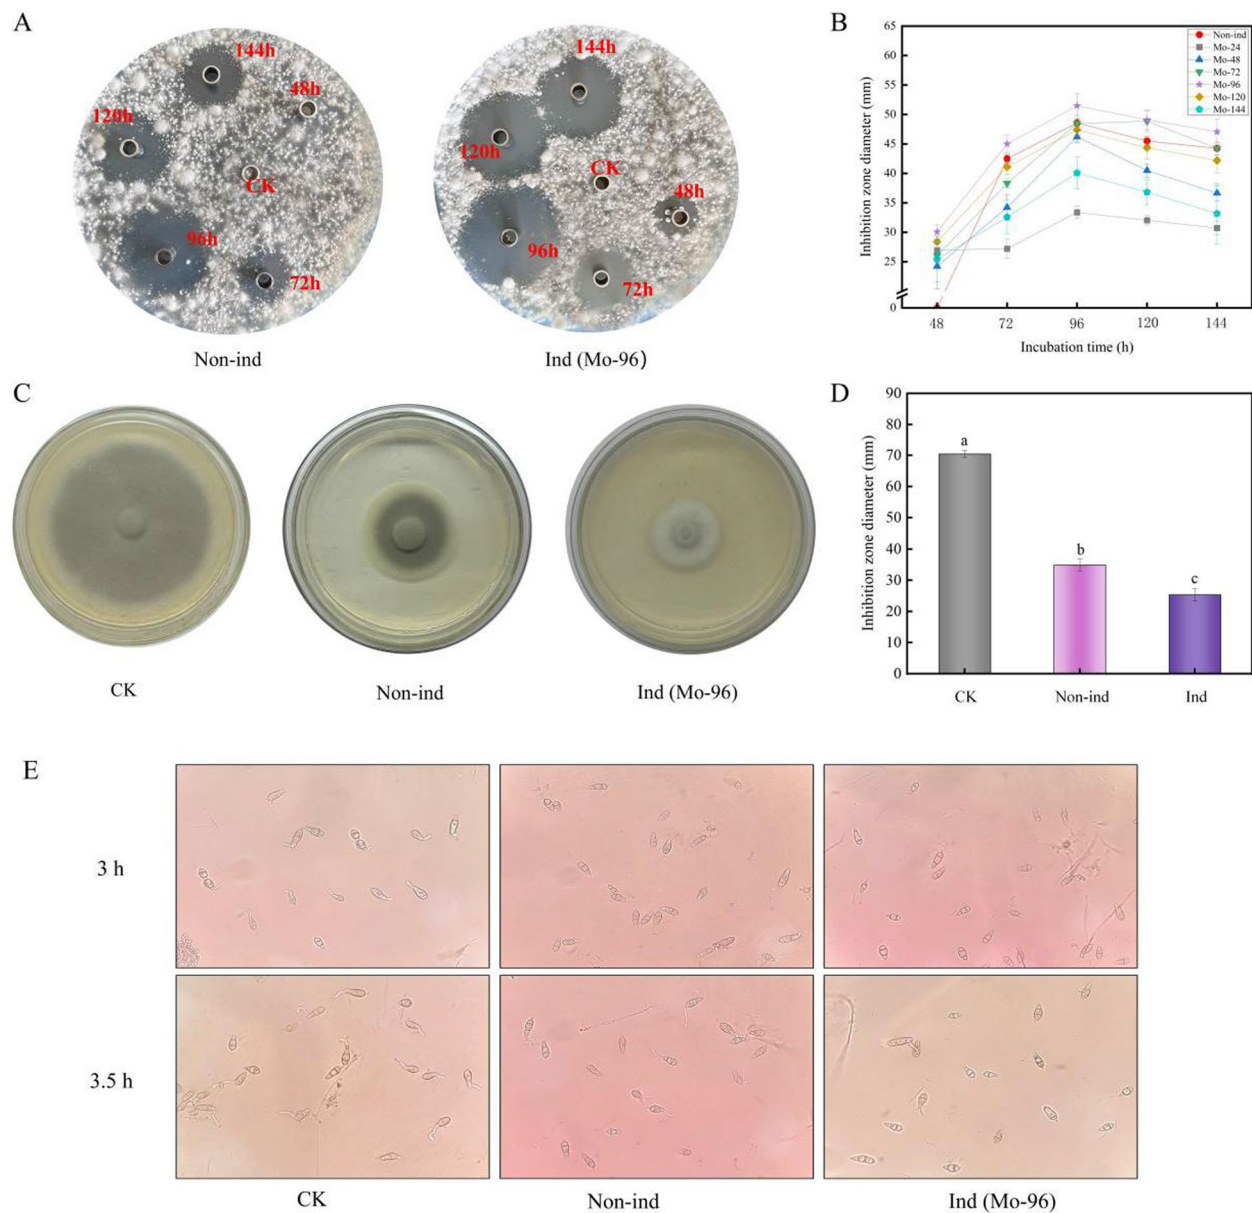 A
144h
48h
120h
CK
96h
72h
Non-ind
144h
120h
CK
48h
96h
72h
Ind (Mo-96)
B
Inhibition zone diameter (mm)
65
60
55
50
45
40
35
30
25
0
48
72
96
120
144
Incubation time (h)
Non-ind
Mo-24
Mo-48
Mo-72
Mo-96
Mo-120
Mo-144
C
CK
Non-ind
Ind (Mo-96)
D
Inhibition zone diameter (mm)
90
80
70
60
50
40
30
20
10
0
a
b
c
CK
Non-ind
Ind
E
3 h
3.5 h
CK
Non-ind
Ind (Mo-96)